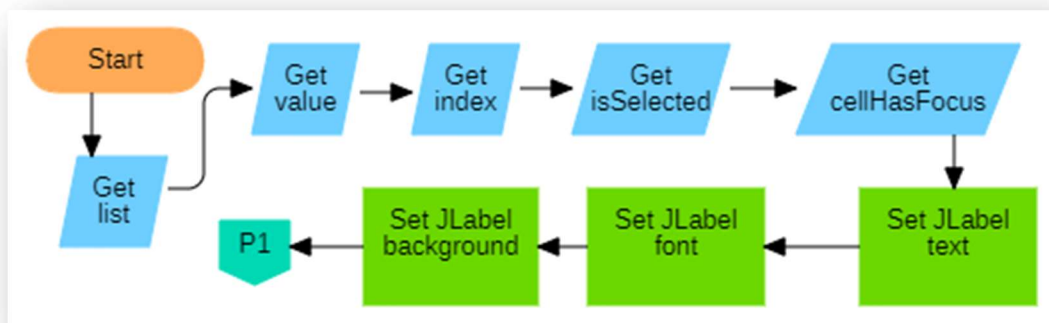 Start
Get
list
Get
value
Get
index
Get
isSelected
Get
cellHasFocus
Set JLabel
text
Set JLabel
font
Set JLabel
background
P1